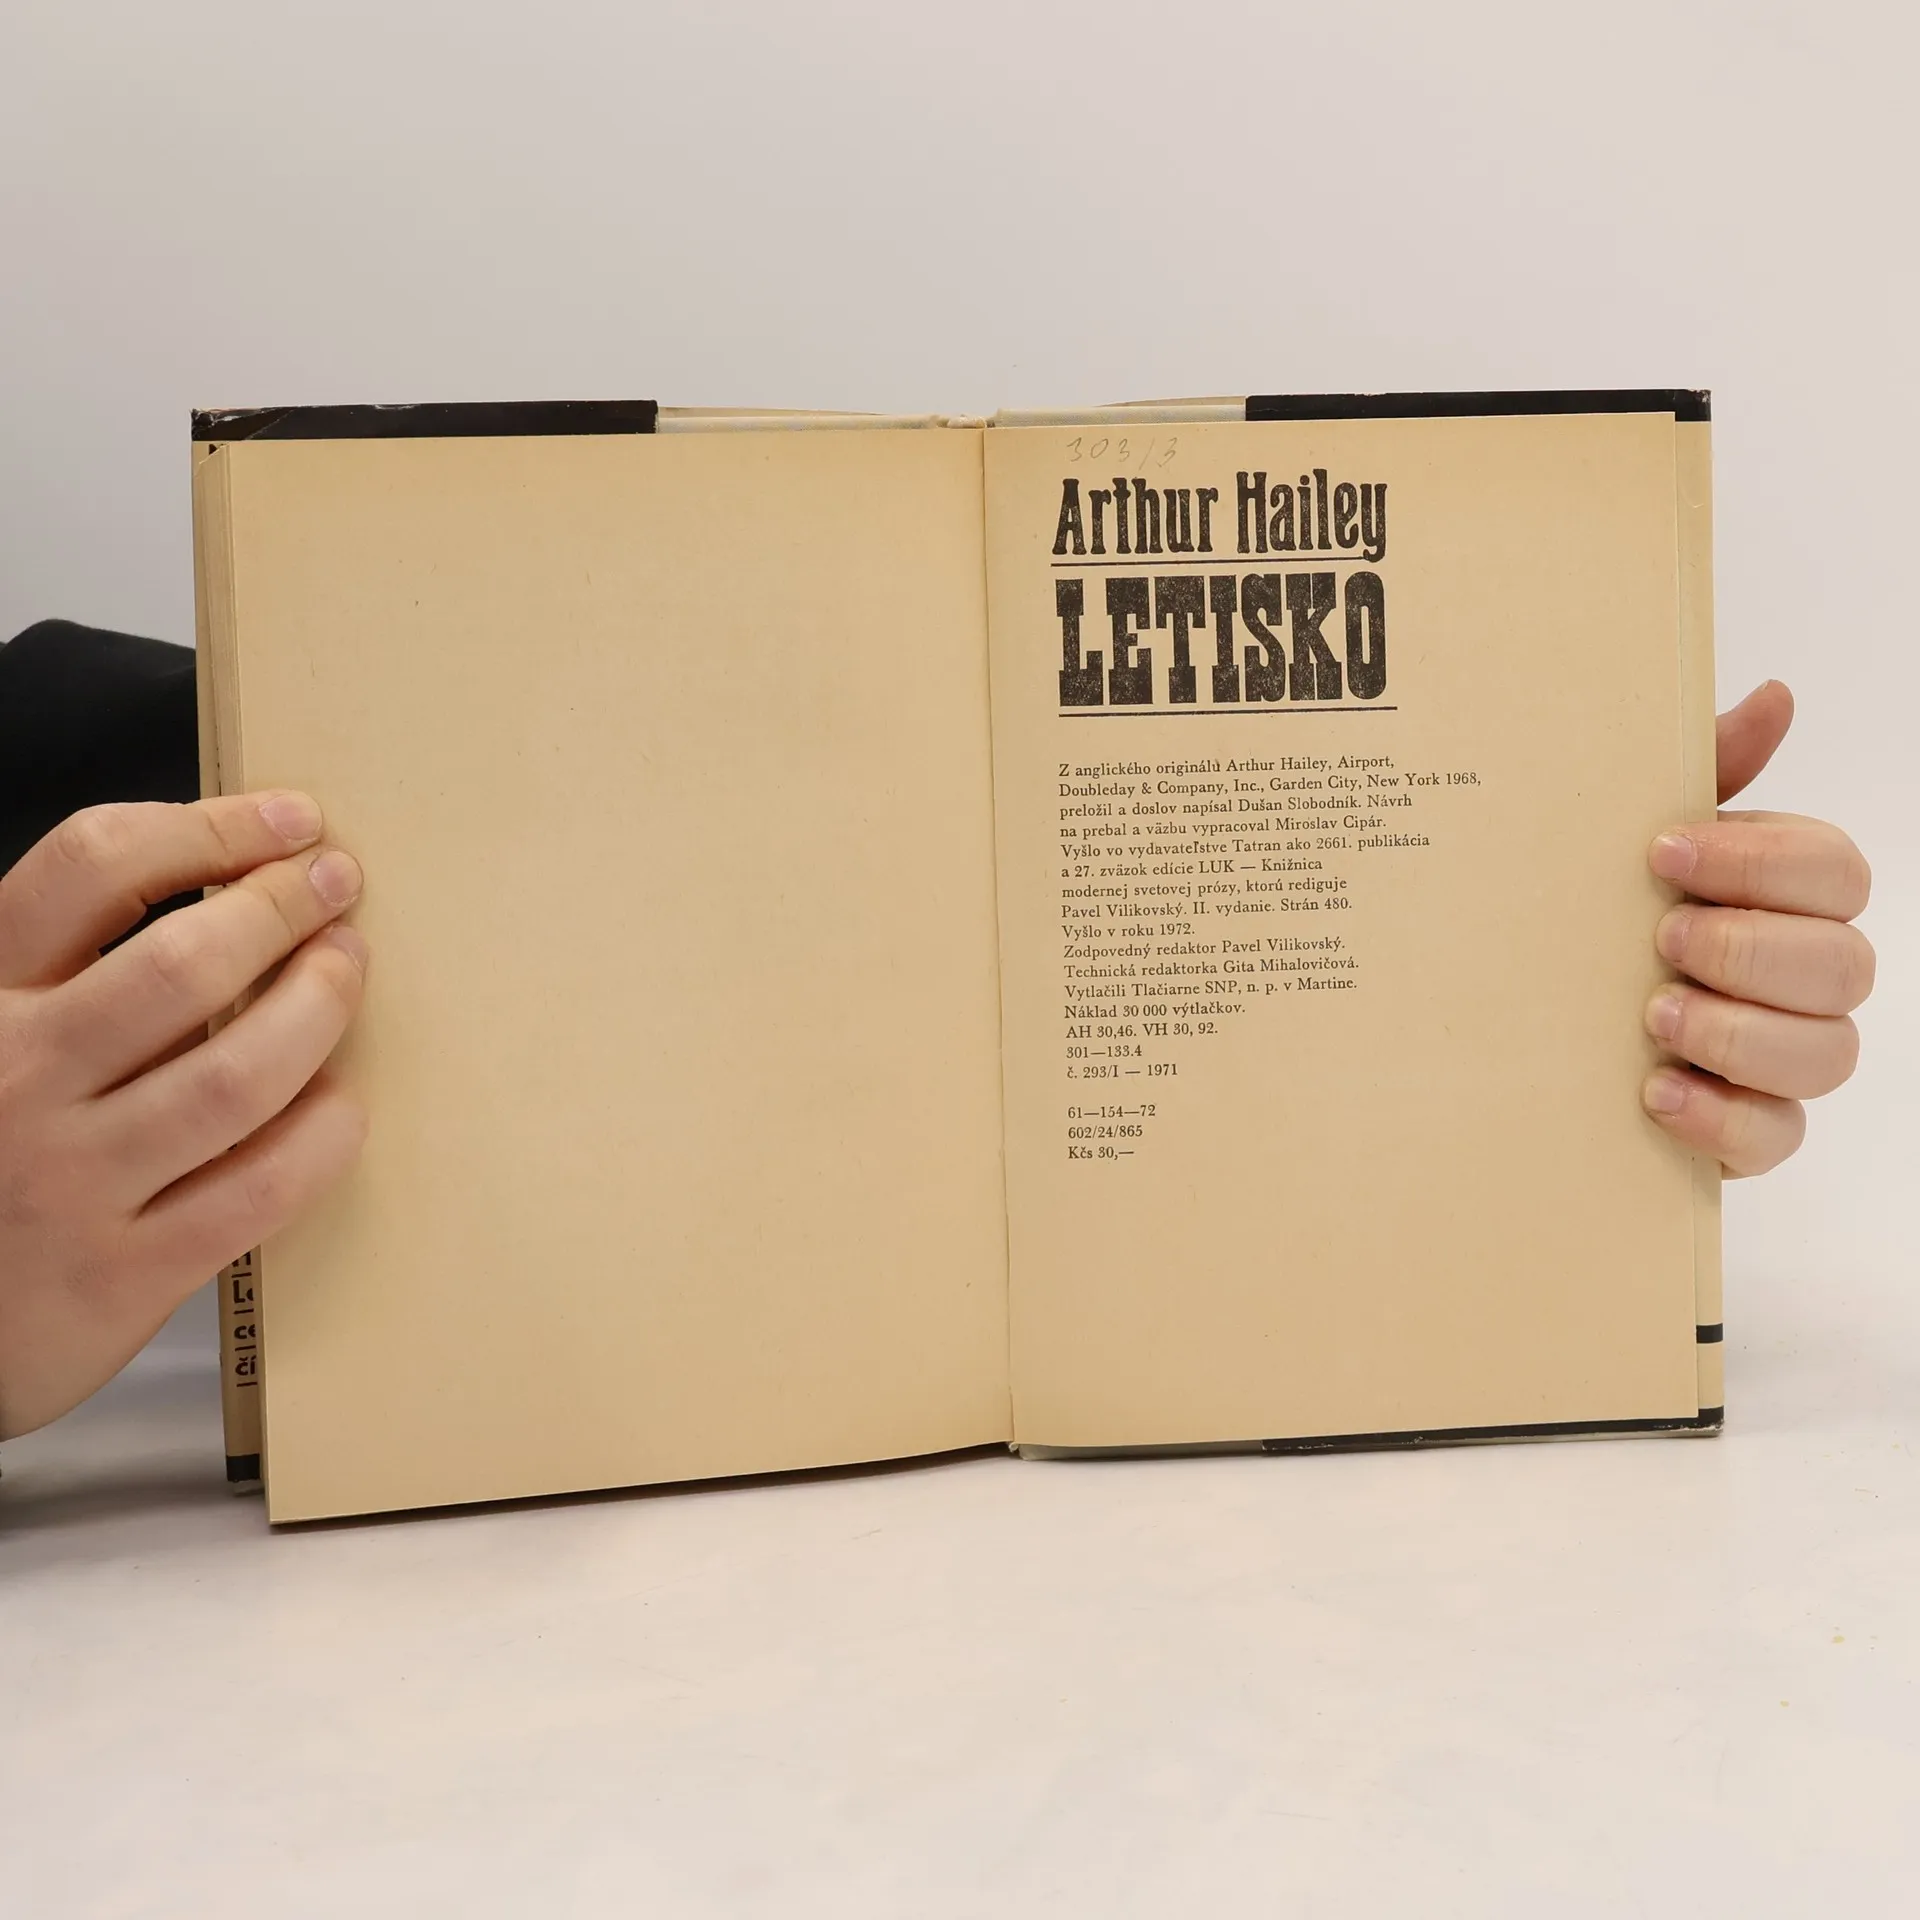 303/3
Arthur Hailey
LETISKO
Z anglického originálu Arthur Hailey, Airport,
Doubleday & Company, Inc., Garden City, New York 1968,
preložil a doslov napísal Dušan Slobodník. Návrh
na prebal a väzbu vypracoval Miroslav Cipár.
Vyšlo vo vydavateľstve Tatran ako 2661. publikácia
a 27. zväzok edície LUK — Knižnica
modernej svetovej prózy, ktorú rediguje
Pavel Vilikovský. II. vydanie. Strán 480.
Vyšlo v roku 1972.
Zodpovedný redaktor Pavel Vilikovský.
Technická redaktorka Gita Mihalovičová.
Vytlačili Tlačiarne SNP, n. p. v Martine.
Náklad 30 000 výtlačkov.
AH 30,46. VH 30, 92.
301—133.4
č. 293/I — 1971
61—154—72
602/24/865
Kčs 30,—